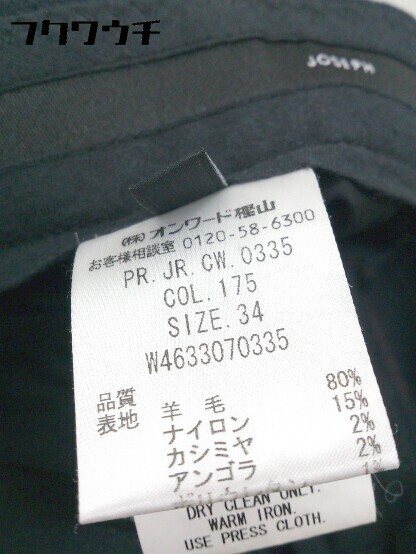 フクワウチ
JOSEPH
㈱オンワード樫山
お客様相談室 0120-58-6300
PR.JR.CW.0335
COL.175
SIZE.34
W4633070335
品質
表地 羊毛 80%
ナイロン 15%
カシミヤ 2%
アンゴラ 2%
1%
DRY CLEAN ONLY.
WARM IRON.
USE PRESS CLOTH.